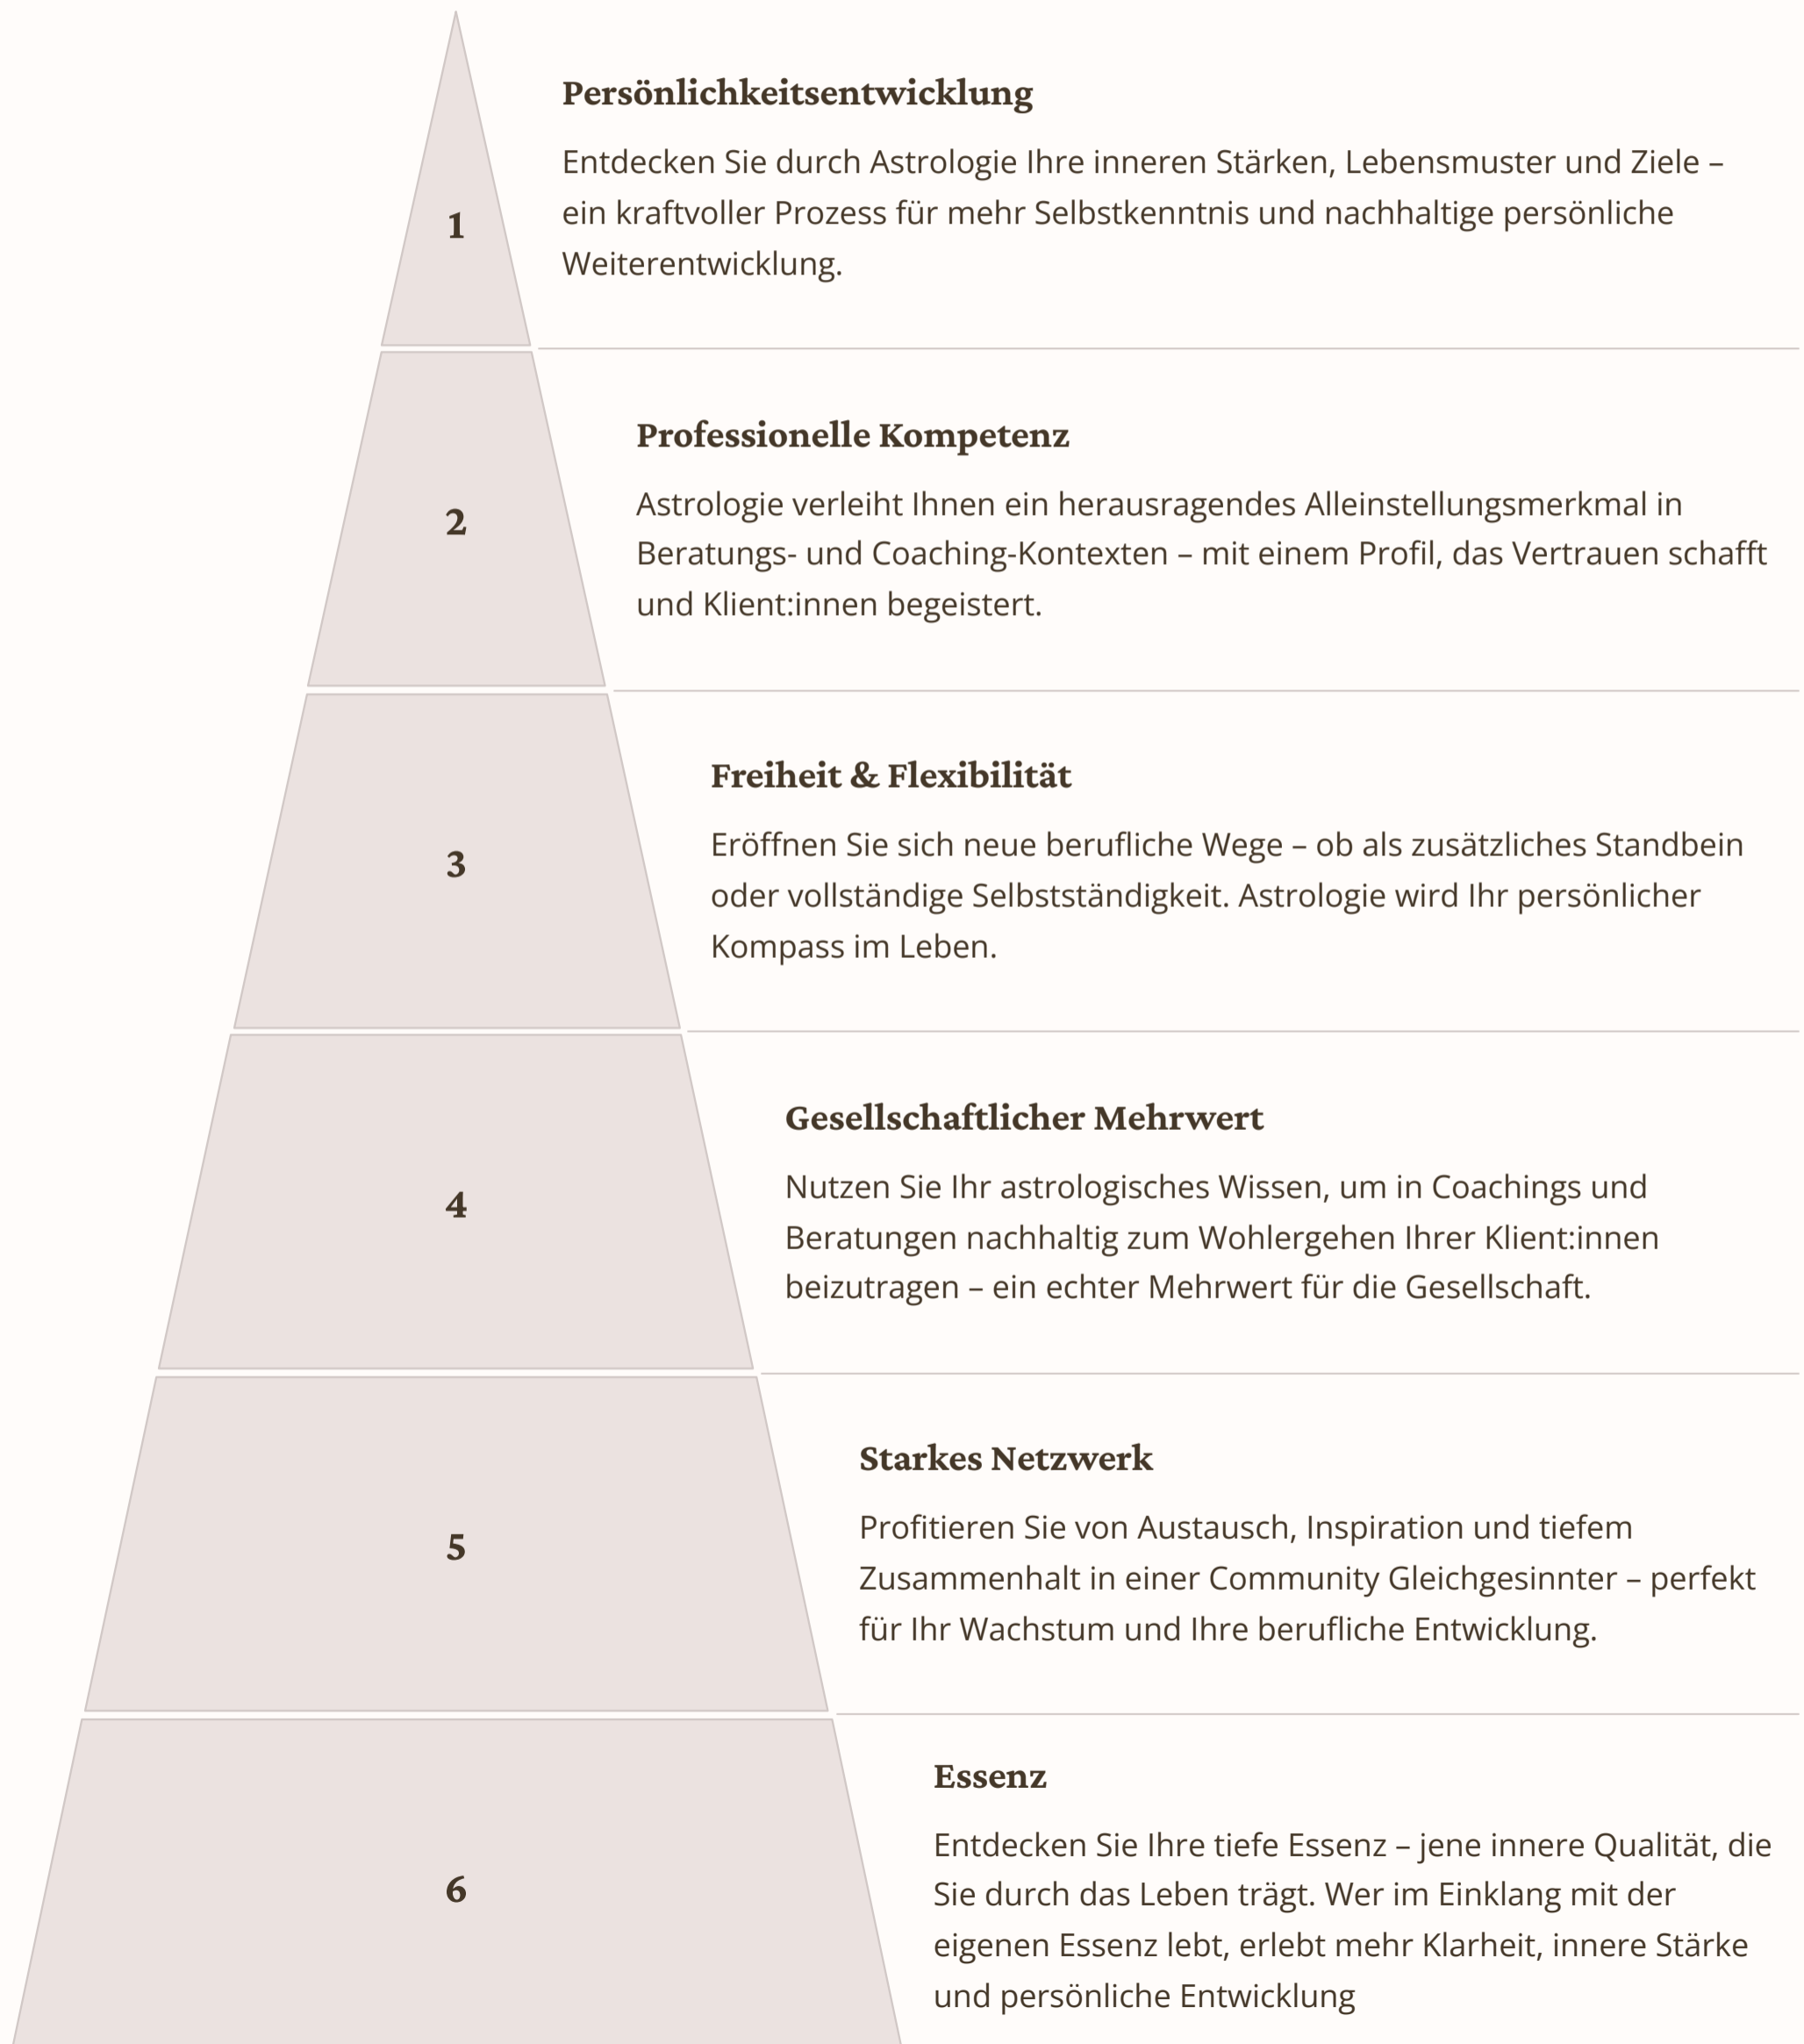 Persönlichkeitsentwicklung
Entdecken Sie durch Astrologie Ihre inneren Stärken, Lebensmuster und Ziele –
ein kraftvoller Prozess für mehr Selbstkenntnis und nachhaltige persönliche
Weiterentwicklung.
1
Professionelle Kompetenz
Astrologie verleiht Ihnen ein herausragendes Alleinstellungsmerkmal in
Beratungs- und Coaching-Kontexten – mit einem Profil, das Vertrauen schafft
und Klient:innen begeistert.
2
Freiheit & Flexibilität
Eröffnen Sie sich neue berufliche Wege – ob als zusätzliches Standbein
oder vollständige Selbstständigkeit. Astrologie wird Ihr persönlicher
Kompass im Leben.
3
Gesellschaftlicher Mehrwert
Nutzen Sie Ihr astrologisches Wissen, um in Coachings und
Beratungen nachhaltig zum Wohlergehen Ihrer Klient:innen
beizutragen – ein echter Mehrwert für die Gesellschaft.
4
Starkes Netzwerk
Profitieren Sie von Austausch, Inspiration und tiefem
Zusammenhalt in einer Community Gleichgesinnter – perfekt
für Ihr Wachstum und Ihre berufliche Entwicklung.
5
Essenz
Entdecken Sie Ihre tiefe Essenz – jene innere Qualität, die
Sie durch das Leben trägt. Wer im Einklang mit der
eigenen Essenz lebt, erlebt mehr Klarheit, innere Stärke
und persönliche Entwicklung
6